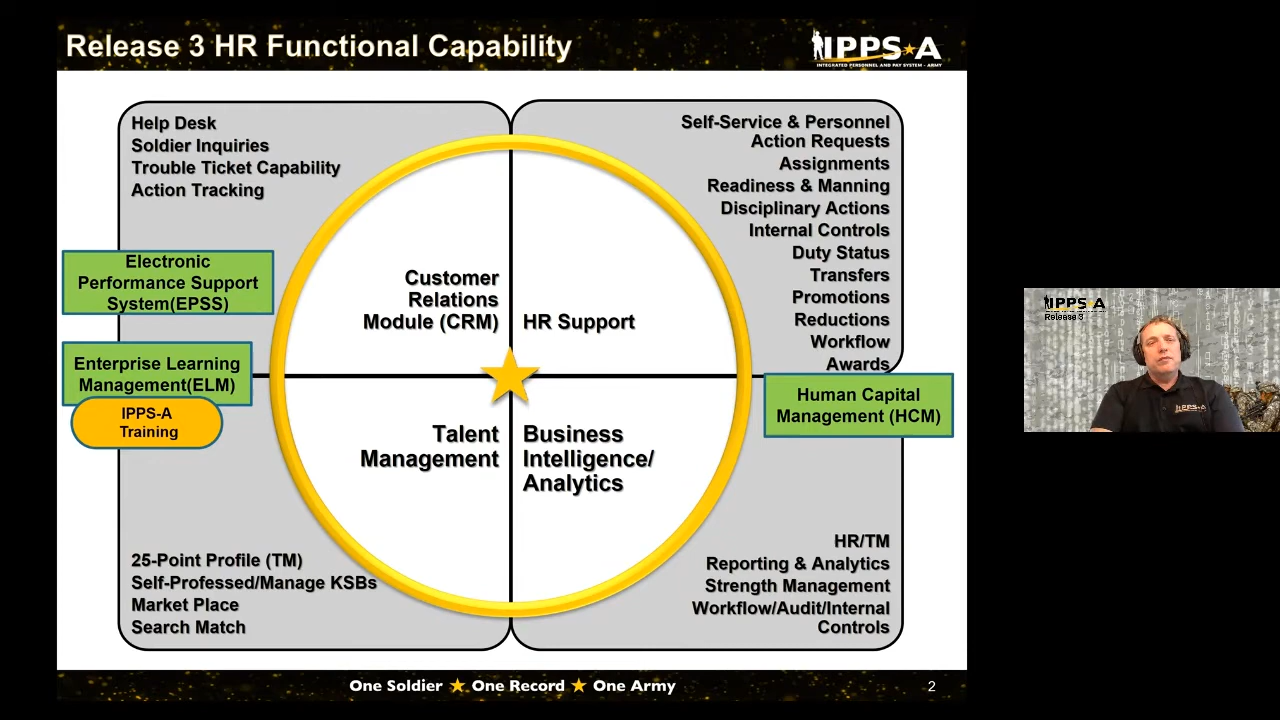 Release 3 HR Functional Capability
IPPS★A
INTEGRATED PERSONNEL AND PAY SYSTEM - ARMY
Help Desk
Soldier Inquiries
Trouble Ticket Capability
Action Tracking
Self-Service & Personnel
Action Requests
Assignments
Readiness & Manning
Disciplinary Actions
Internal Controls
Duty Status
Transfers
Promotions
Reductions
Workflow
Awards
Electronic
Performance Support
System(EPSS)
Enterprise Learning
Management(ELM)
IPPS-A
Training
Customer
Relations
Module (CRM)
HR Support
Human Capital
Management (HCM)
Talent
Management
Business
Intelligence/
Analytics
25-Point Profile (TM)
Self-Professed/Manage KSBs
Market Place
Search Match
HR/TM
Reporting & Analytics
Strength Management
Workflow/Audit/Internal
Controls
One Soldier ★ One Record ★ One Army
2
IPPS★A
Release 3
IPPS★A